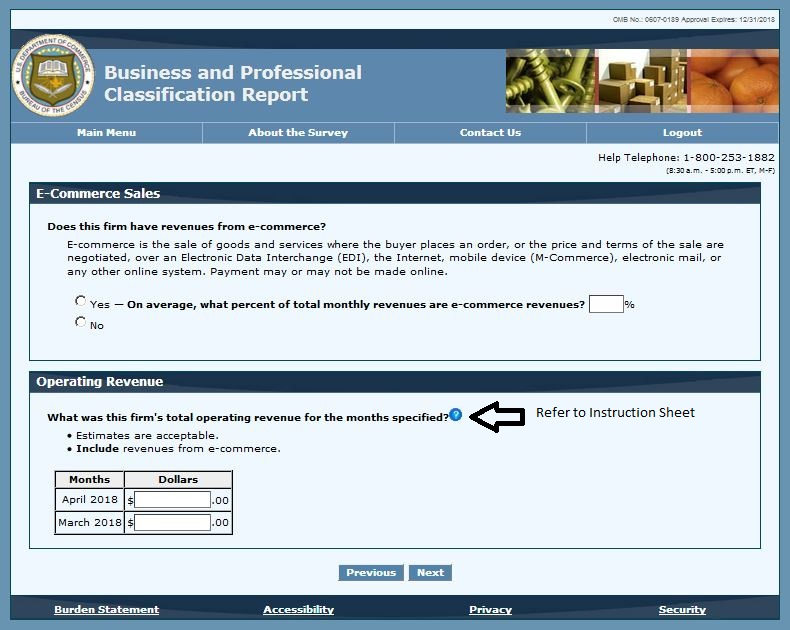 OMB No.: 0607-0189 Approval Expires: 12/31/2018
U.S. DEPARTMENT OF COMMERCE
BUREAU OF THE CENSUS
Business and Professional
Classification Report
Main Menu About the Survey Contact Us Logout
Help Telephone: 1-800-253-1882
(8:30 a.m. - 5:00 p.m. ET, M-F)
E-Commerce Sales
Does this firm have revenues from e-commerce?
E-commerce is the sale of goods and services where the buyer places an order, or the price and terms of the sale are
negotiated, over an Electronic Data Interchange (EDI), the Internet, mobile device (M-Commerce), electronic mail, or
any other online system. Payment may or may not be made online.
Yes — On average, what percent of total monthly revenues are e-commerce revenues? %
No
Operating Revenue
What was this firm's total operating revenue for the months specified? ?
Refer to Instruction Sheet
• Estimates are acceptable.
• Include revenues from e-commerce.
Months Dollars
April 2018 $ .00
March 2018 $ .00
Previous Next
Burden Statement Accessibility Privacy Security